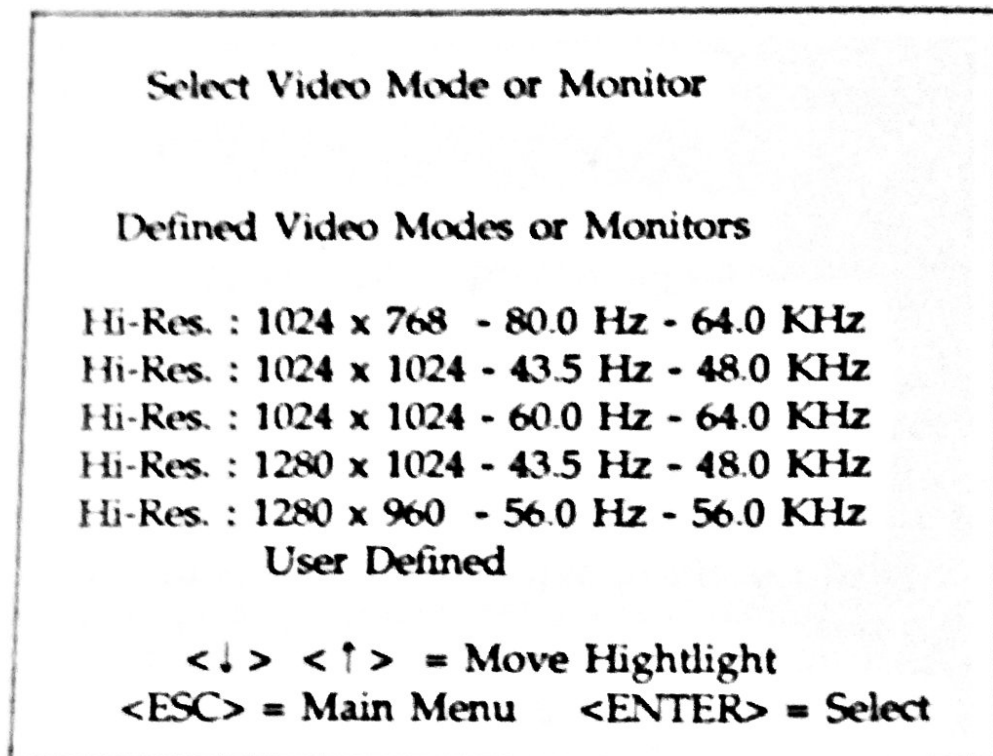 Select Video Mode or Monitor
Defined Video Modes or Monitors
Hi-Res. : 1024 x 768 - 80.0 Hz - 64.0 KHz
Hi-Res. : 1024 x 1024 - 43.5 Hz - 48.0 KHz
Hi-Res. : 1024 x 1024 - 60.0 Hz - 64.0 KHz
Hi-Res. : 1280 x 1024 - 43.5 Hz - 48.0 KHz
Hi-Res. : 1280 x 960 - 56.0 Hz - 56.0 KHz
User Defined
<↓> <↑> = Move Hightlight
<ESC> = Main Menu <ENTER> = Select